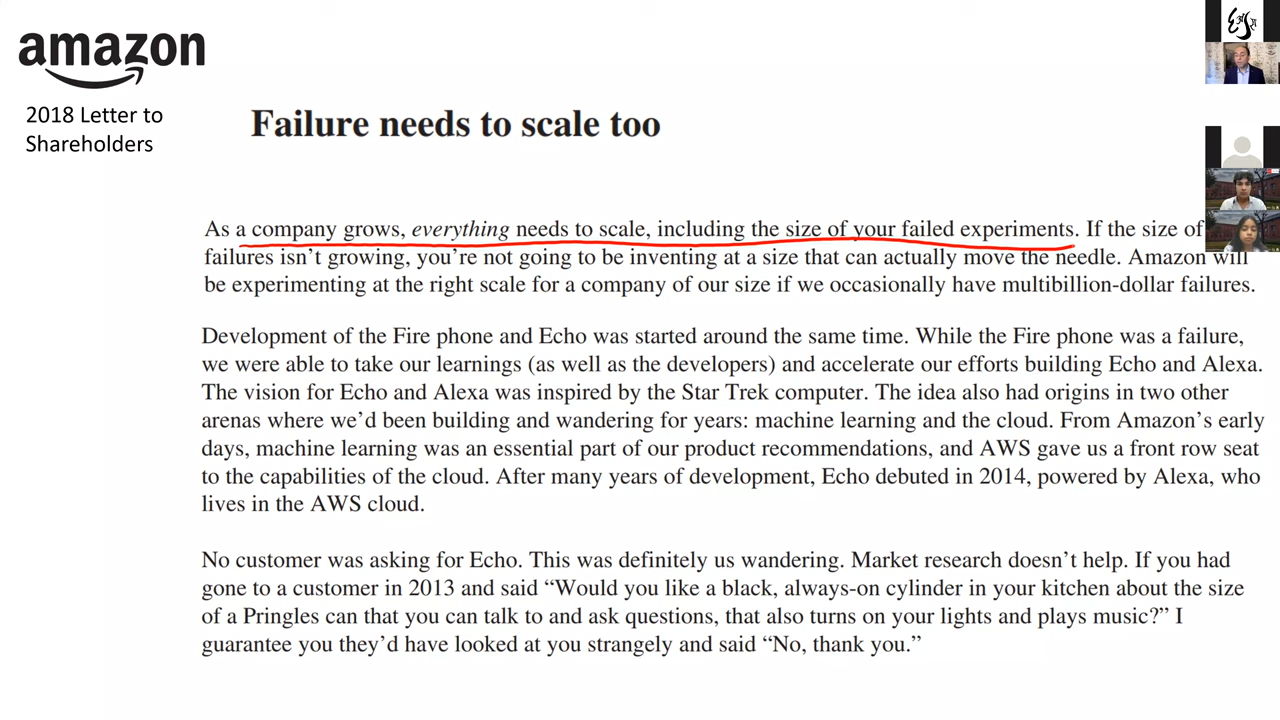 amazon
2018 Letter to
Shareholders
Failure needs to scale too
As a company grows, everything needs to scale, including the size of your failed experiments. If the size of
failures isn’t growing, you’re not going to be inventing at a size that can actually move the needle. Amazon will
be experimenting at the right scale for a company of our size if we occasionally have multibillion-dollar failures.
Development of the Fire phone and Echo was started around the same time. While the Fire phone was a failure,
we were able to take our learnings (as well as the developers) and accelerate our efforts building Echo and Alexa.
The vision for Echo and Alexa was inspired by the Star Trek computer. The idea also had origins in two other
arenas where we’d been building and wandering for years: machine learning and the cloud. From Amazon’s early
days, machine learning was an essential part of our product recommendations, and AWS gave us a front row seat
to the capabilities of the cloud. After many years of development, Echo debuted in 2014, powered by Alexa, who
lives in the AWS cloud.
No customer was asking for Echo. This was definitely us wandering. Market research doesn’t help. If you had
gone to a customer in 2013 and said “Would you like a black, always-on cylinder in your kitchen about the size
of a Pringles can that you can talk to and ask questions, that also turns on your lights and plays music?” I
guarantee you they’d have looked at you strangely and said “No, thank you.”